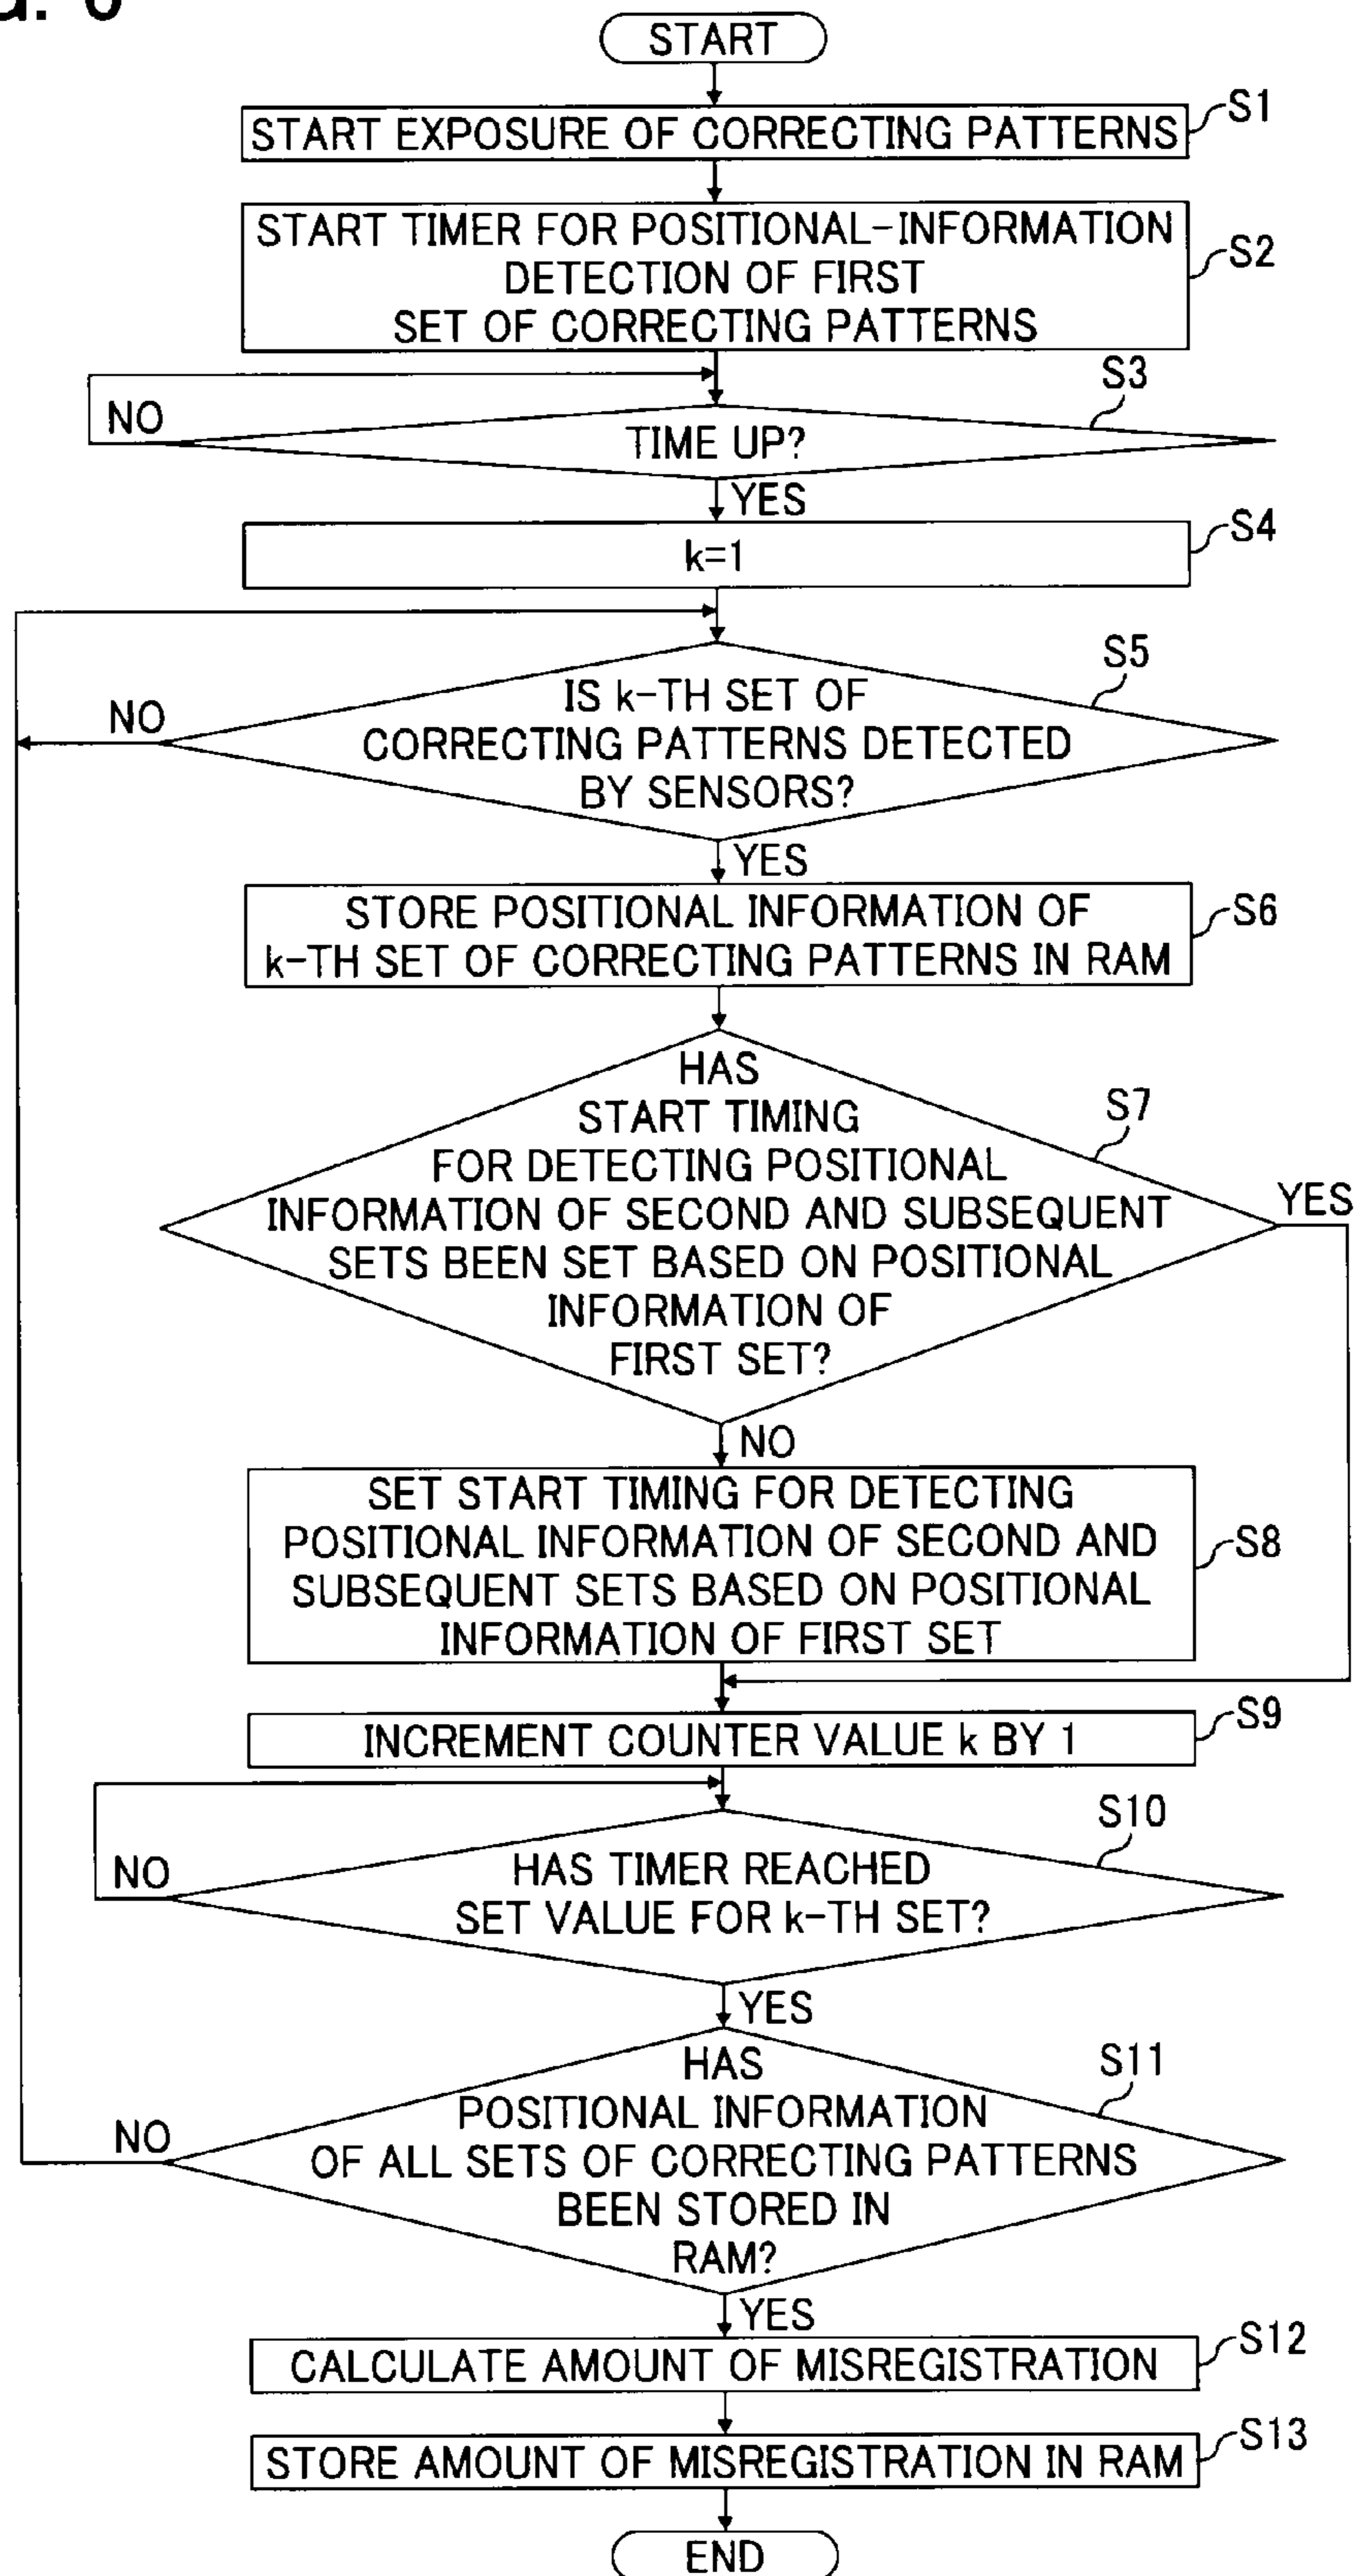 START
START EXPOSURE OF CORRECTING PATTERNS
S1
START TIMER FOR POSITIONAL-INFORMATION
DETECTION OF FIRST
SET OF CORRECTING PATTERNS
S2
S3
NO
TIME UP?
YES
S4
k=1
S5
NO
IS k-TH SET OF
CORRECTING PATTERNS DETECTED
BY SENSORS?
YES
STORE POSITIONAL INFORMATION OF
k-TH SET OF CORRECTING PATTERNS IN RAM
S6
HAS
START TIMING
FOR DETECTING POSITIONAL
INFORMATION OF SECOND AND SUBSEQUENT
SETS BEEN SET BASED ON POSITIONAL
INFORMATION OF
FIRST SET?
S7
YES
NO
SET START TIMING FOR DETECTING
POSITIONAL INFORMATION OF SECOND AND
SUBSEQUENT SETS BASED ON POSITIONAL
INFORMATION OF FIRST SET
S8
S9
INCREMENT COUNTER VALUE k BY 1
S10
NO
HAS TIMER REACHED
SET VALUE FOR k-TH SET?
YES
HAS
POSITIONAL INFORMATION
OF ALL SETS OF CORRECTING PATTERNS
BEEN STORED IN
RAM?
S11
NO
YES
CALCULATE AMOUNT OF MISREGISTRATION
S12
STORE AMOUNT OF MISREGISTRATION IN RAM
S13
END